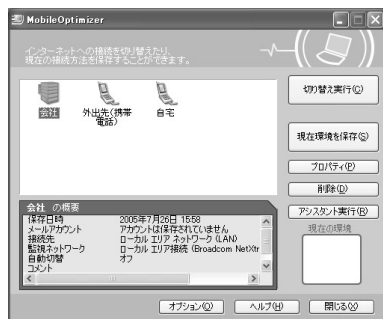 MobileOptimizer
インターネットへの接続を切り替えたり、
現在の接続方法を保存することができます。
会社
外出先(携帯
電話)
自宅
切り替え実行(C)
現在環境を保存(S)
プロパティ(P)
削除(D)
アシスタント実行(R)
現在の環境
会社 の概要
保存日時 2005年7月26日 15:58
メールアカウント アカウントは保存されていません
接続先 ローカル エリア ネットワーク (LAN)
監視ネットワーク ローカル エリア接続 (Broadcom NetXtr
自動切替 オフ
コメント
オプション(O)
ヘルプ(H)
閉じる(X)